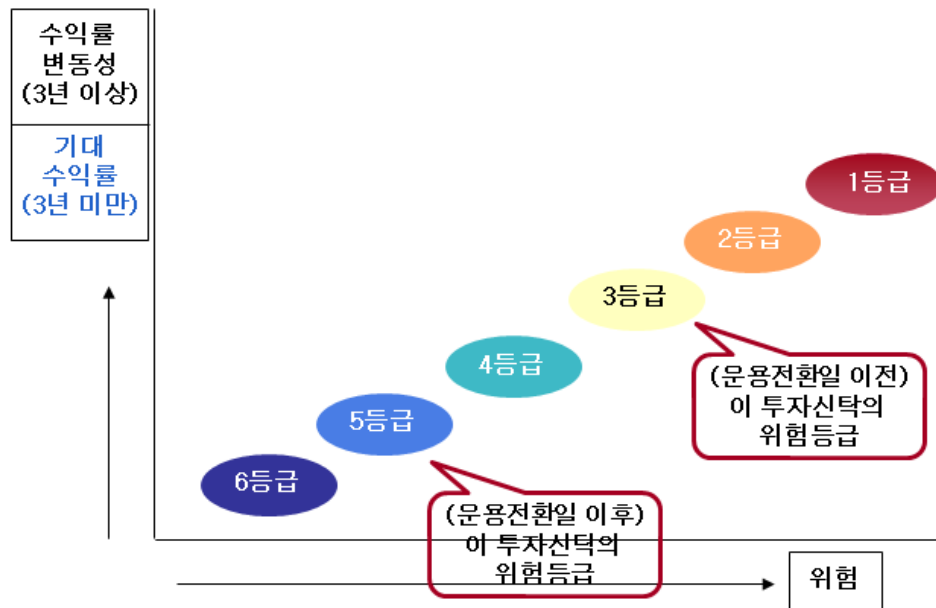 수익률
변동성
(3년 이상)
기대
수익률
(3년 미만)
1등급
2등급
3등급
(운용전환일 이전)
이 투자신탁의
위험등급
4등급
5등급
6등급
(운용전환일 이후)
이 투자신탁의
위험등급
위험